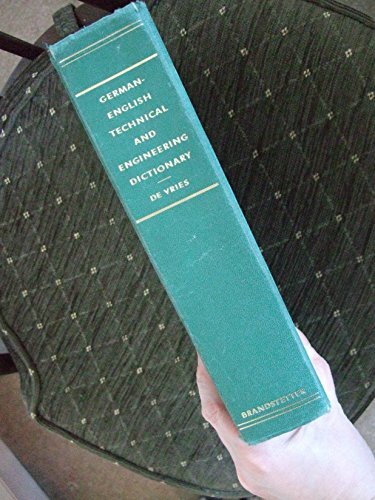 GERMAN-
ENGLISH
TECHNICAL
AND
ENGINEERING
DICTIONARY
DE VRIES
BRANDSTETTER